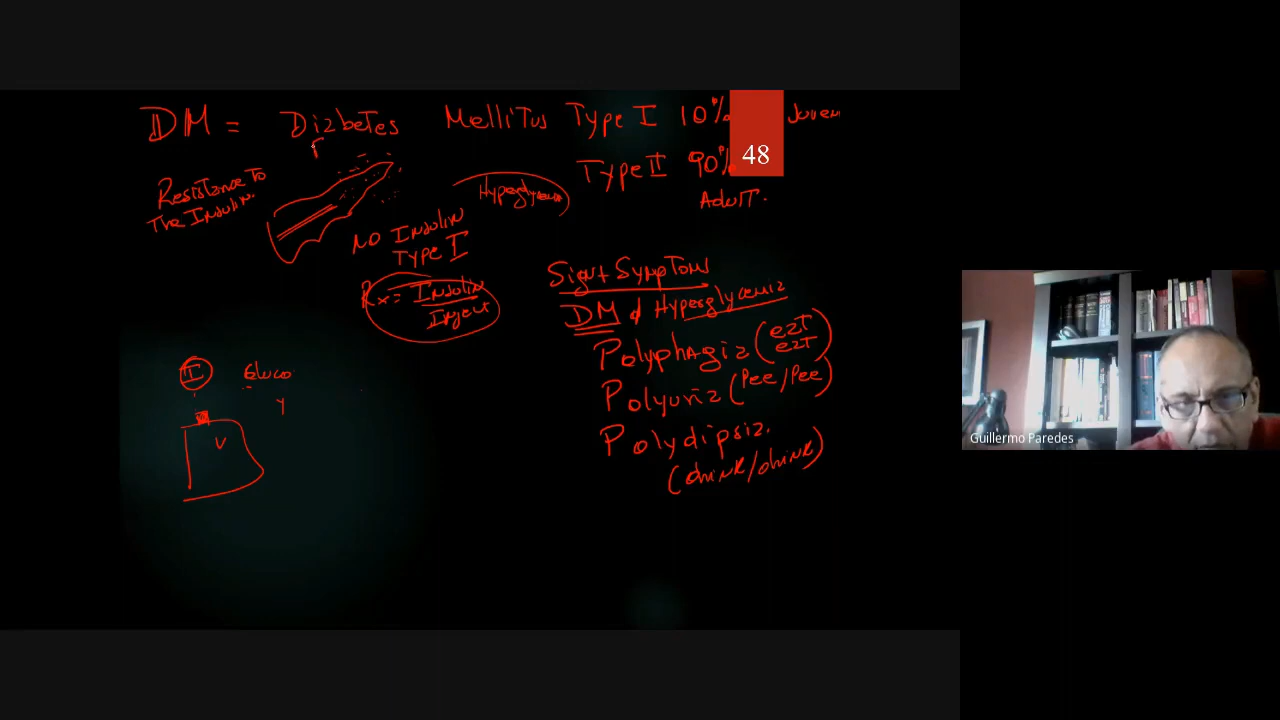 DM = Diabetes Mellitus Type I 10% Joven
48
Type II 90%
Adult.
Resistance To
The Insulin.
Hyperglycemia
No Insulin
Type I
Rx = Insulin
Inject
Sign + Symptoms
DM d Hyperglycemia
Polyphagia (eat
eat)
Polyuria (Pee/Pee)
Polydipsia.
(drink/drink)
I Gluco
Y
V
Guillermo Paredes